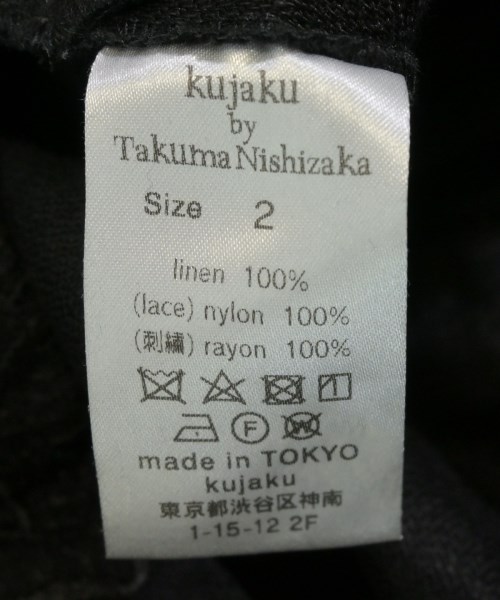 kujaku
by
Takuma Nishizaka
Size 2
linen 100%
(lace) nylon 100%
(刺繍) rayon 100%
F W
made in TOKYO
kujaku
東京都渋谷区神南
1-15-12 2F